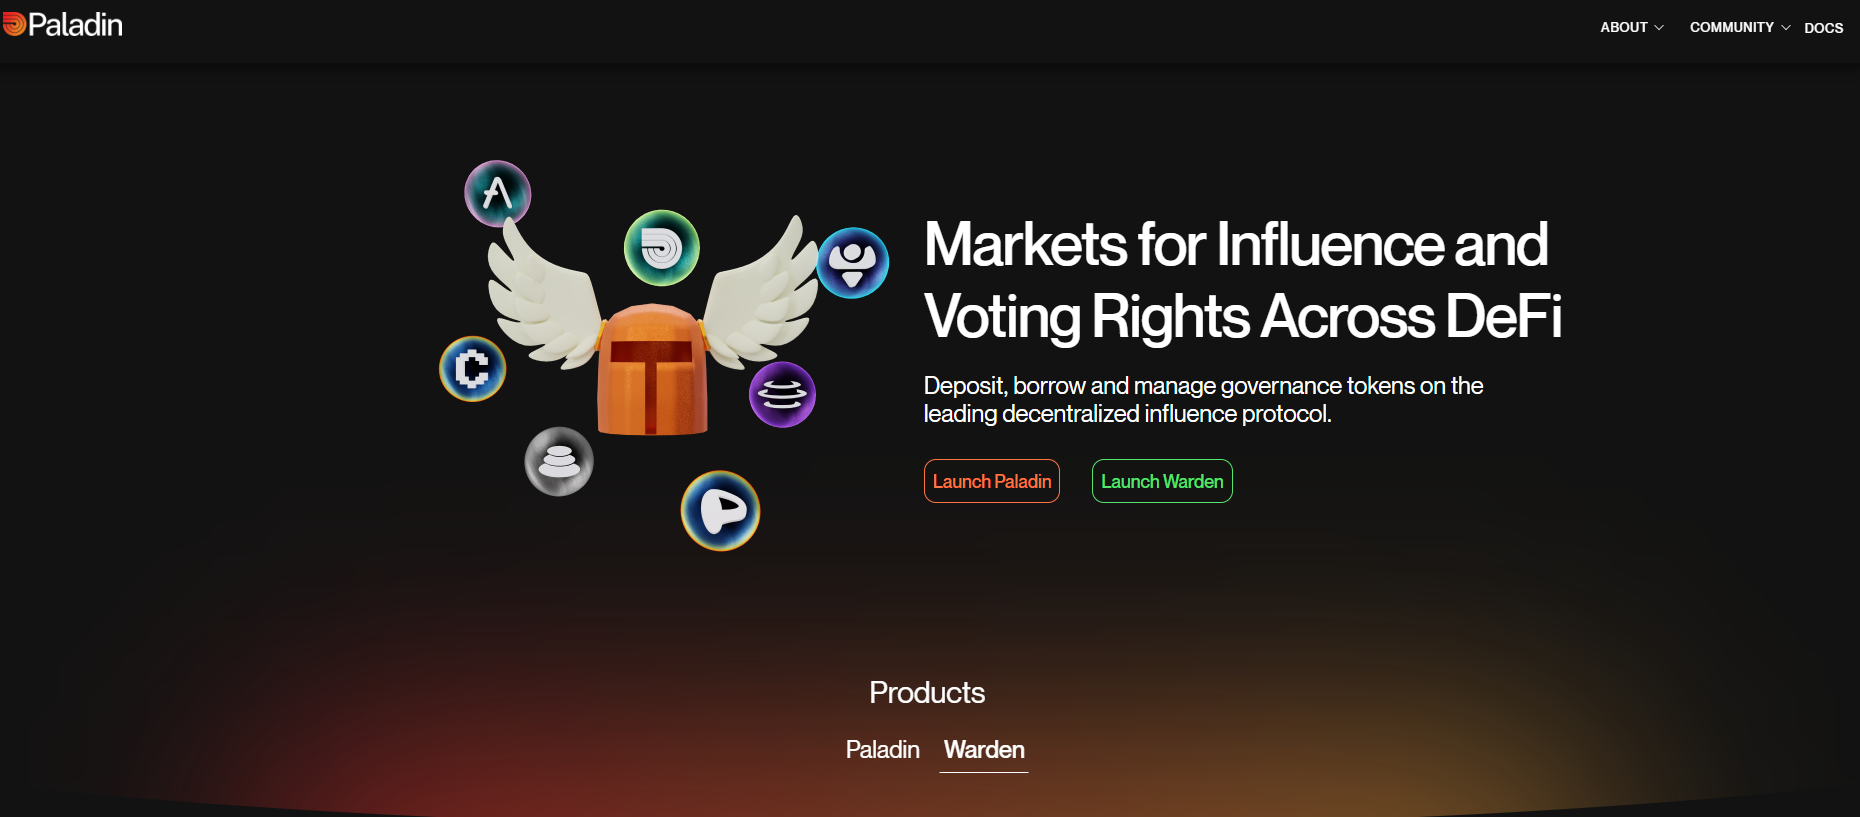 Paladin
ABOUT
COMMUNITY
DOCS
Markets for Influence and
Voting Rights Across DeFi
Deposit, borrow and manage governance tokens on the
leading decentralized influence protocol.
Launch Paladin
Launch Warden
Products
Paladin
Warden